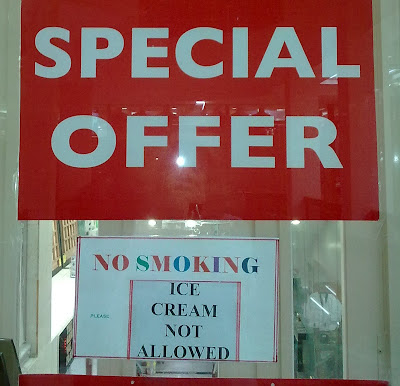 SPECIAL
OFFER
NO SMOKING
ICE
CREAM
PLEASE
NOT
ALLOWED